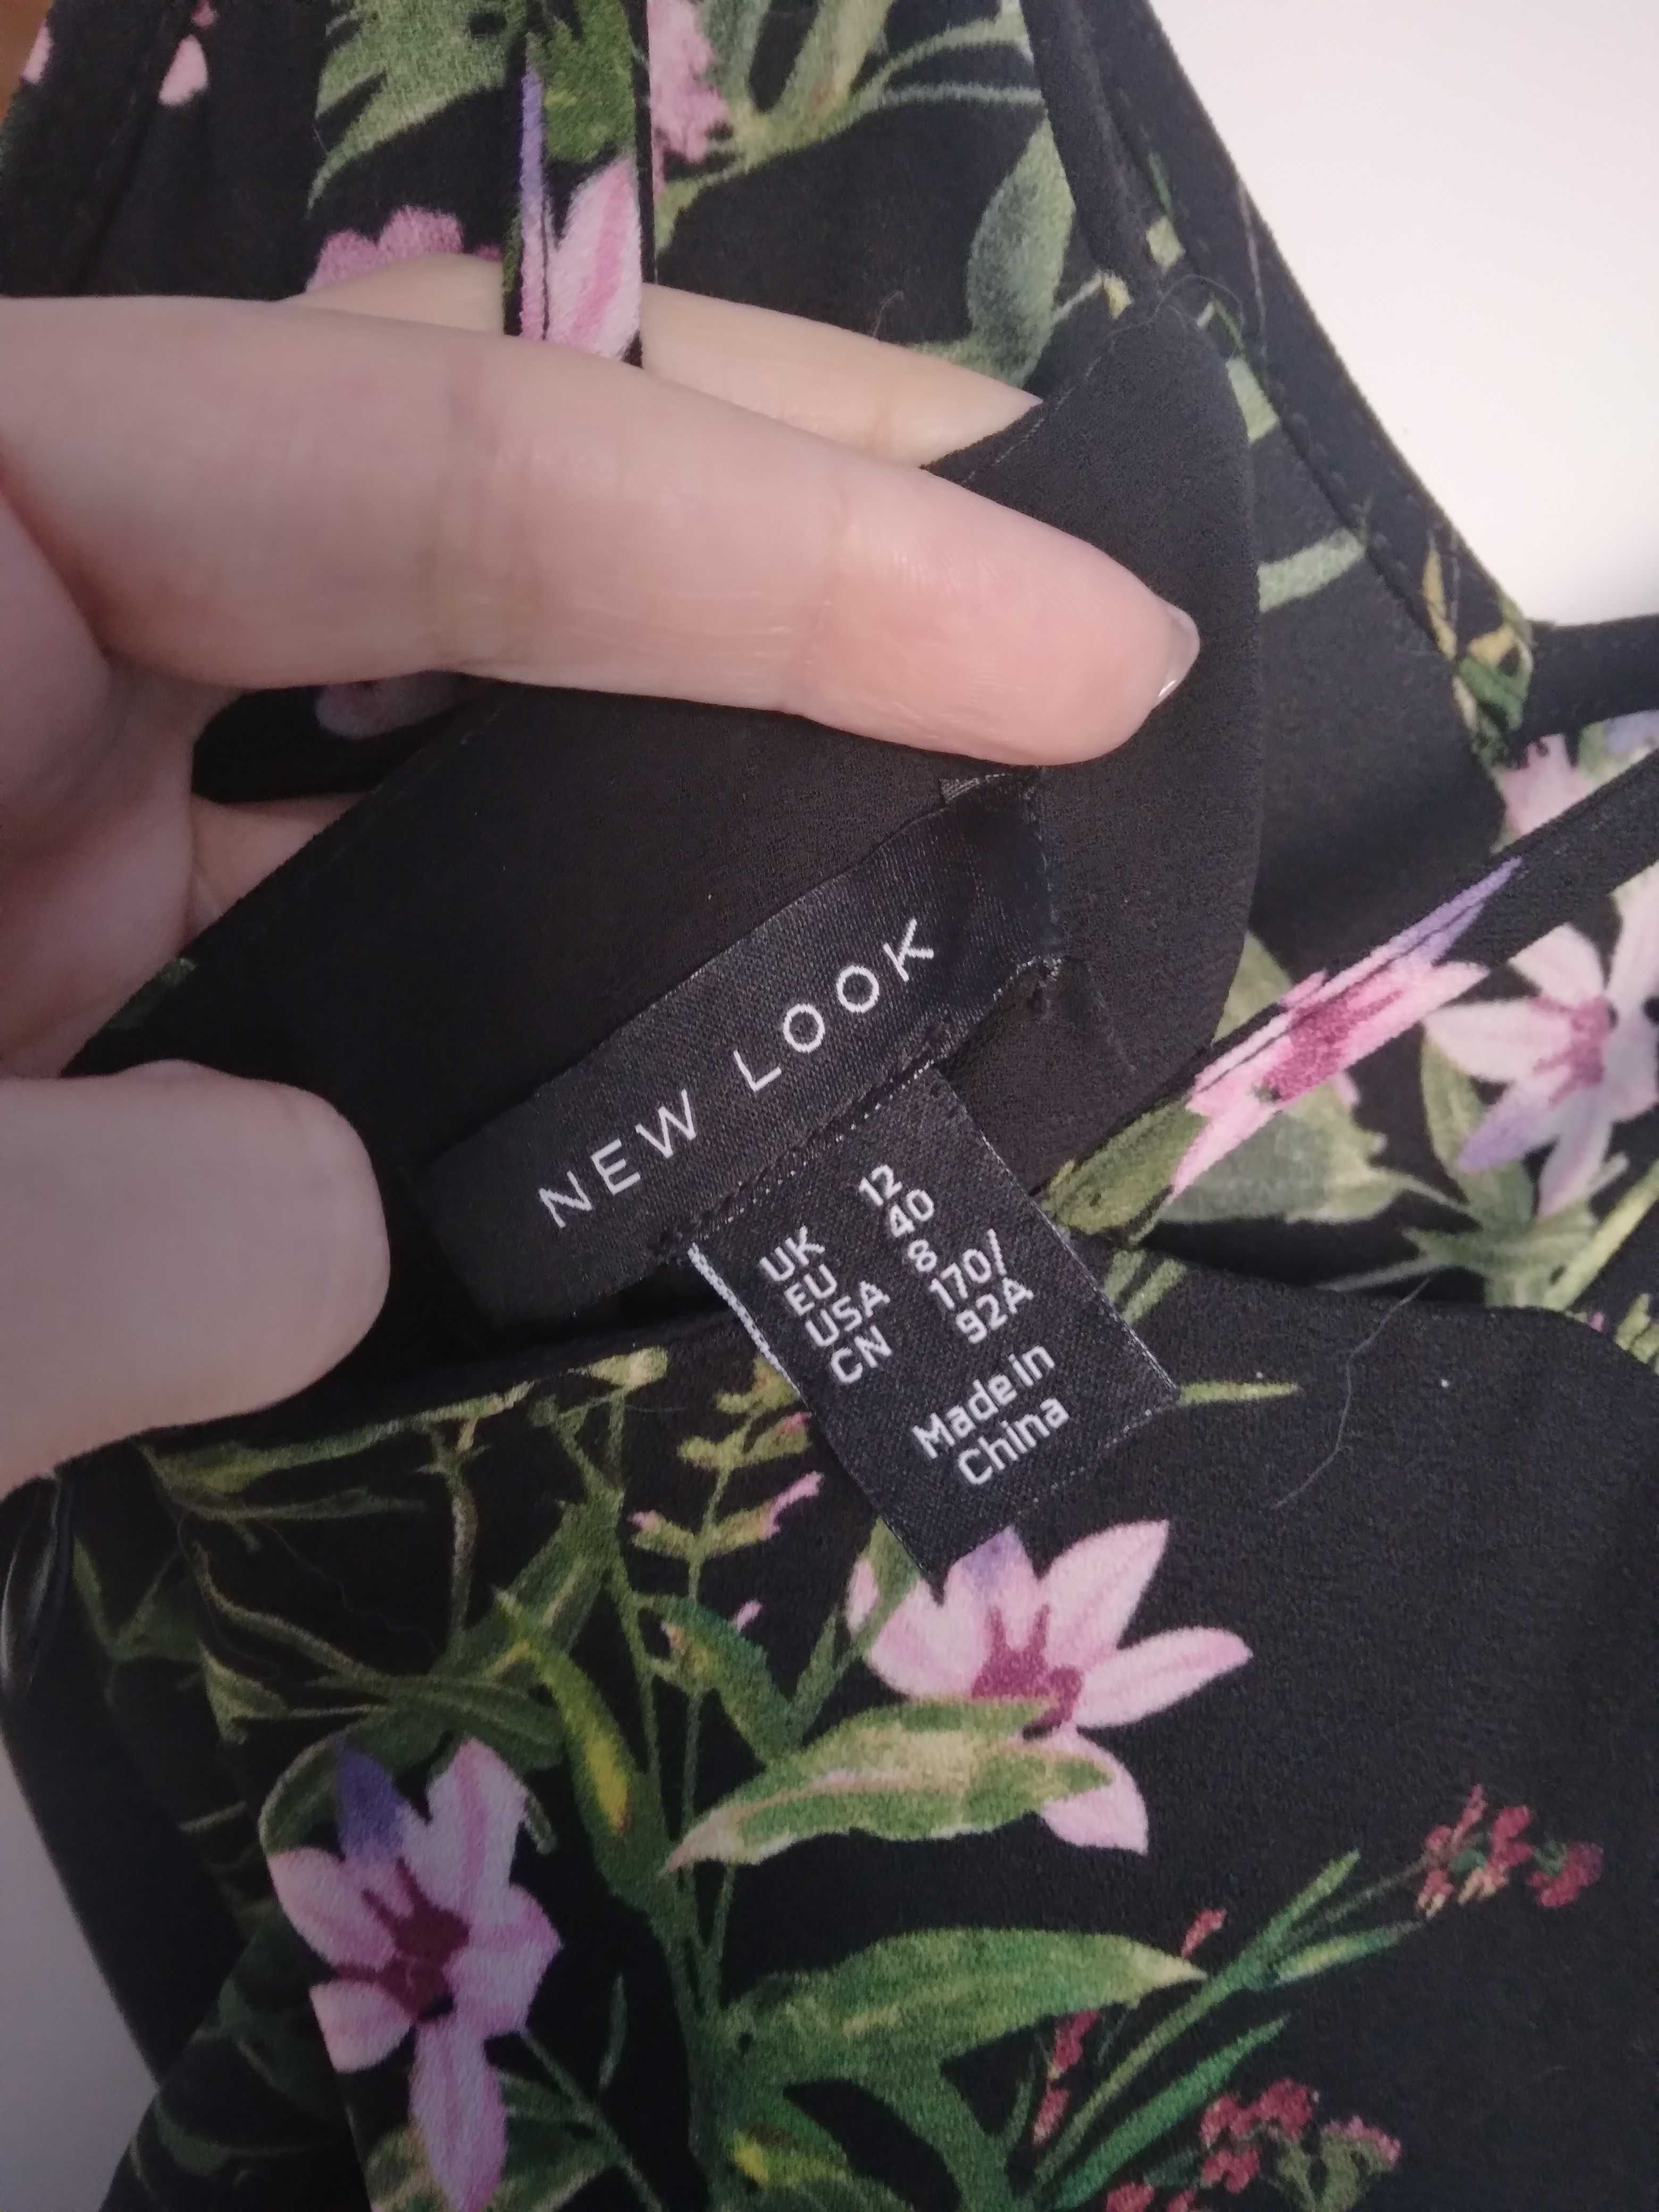 NEW LOOK
UK 12
EU 40
USA 8
CN 170/
92A
Made in
China